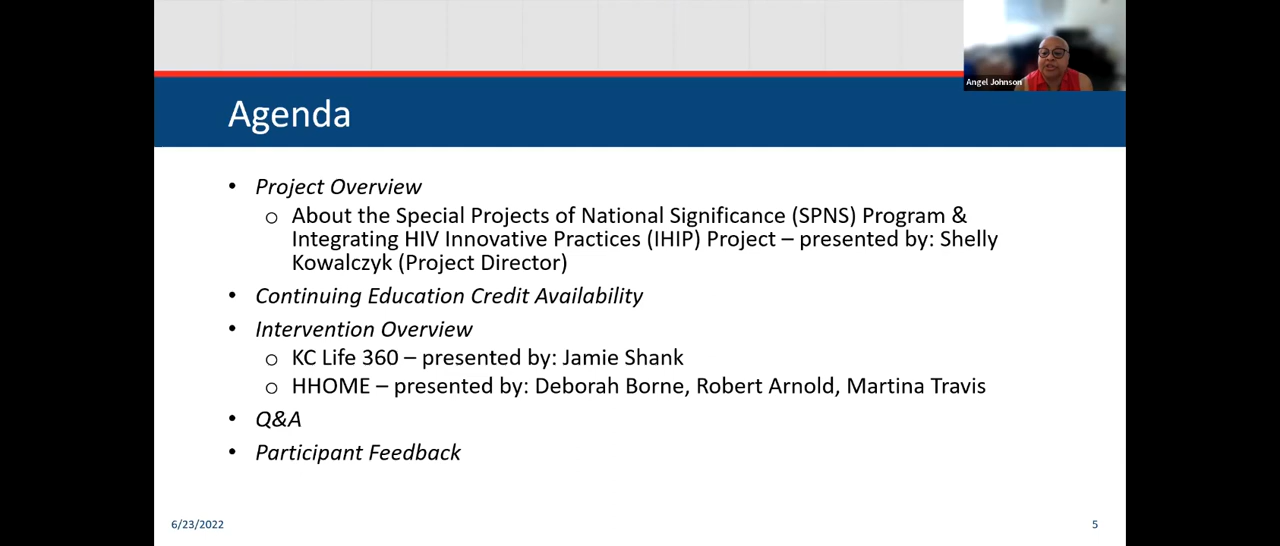 Angel Johnson
Agenda
• Project Overview
o About the Special Projects of National Significance (SPNS) Program &
Integrating HIV Innovative Practices (IHIP) Project – presented by: Shelly
Kowalczyk (Project Director)
• Continuing Education Credit Availability
• Intervention Overview
o KC Life 360 – presented by: Jamie Shank
o HHOME – presented by: Deborah Borne, Robert Arnold, Martina Travis
• Q&A
• Participant Feedback
6/23/2022
5